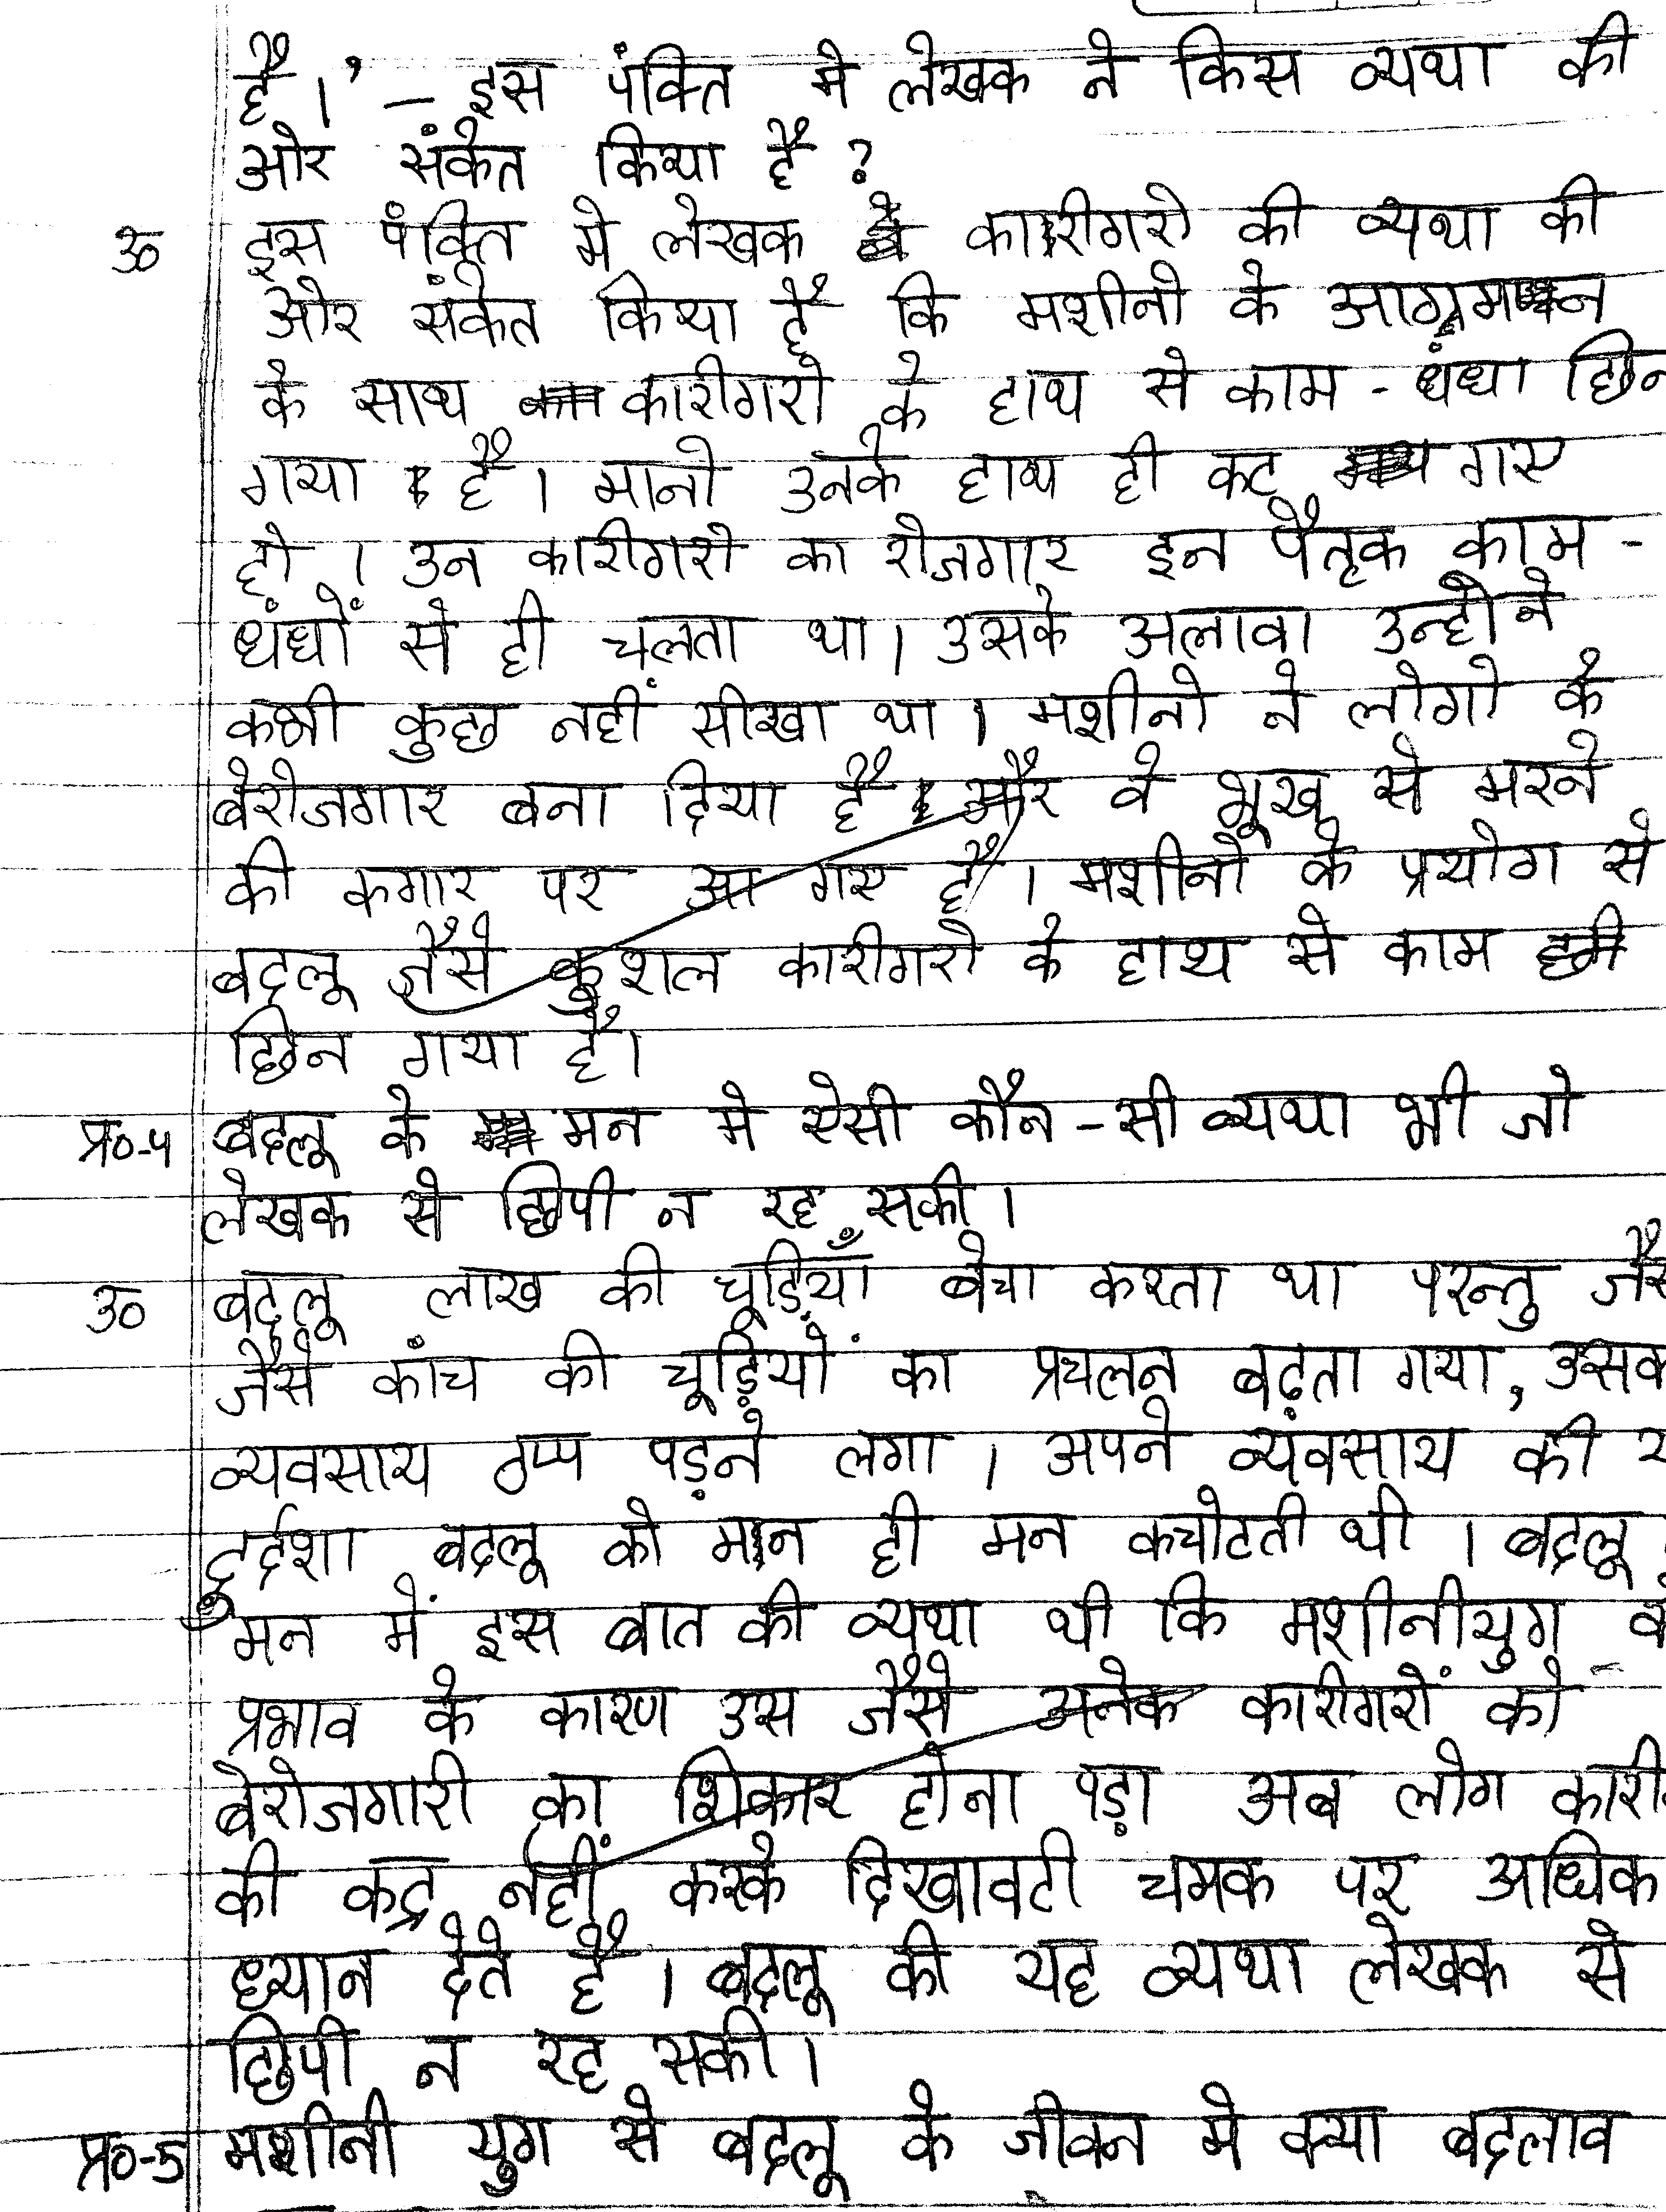 है।' – इस पंक्ति मे लेखक ने किस व्यथा की
ओर संकेत किया है?
उ० इस पंक्ति मे लेखक कारीगरो की व्यथा की
ओर संकेत किया है कि मशीनो के आगमन
के साथ कारीगरो के हाथ से काम - धंधा छिन
गया है। मानो उनके हाथ ही कट गए
हो। उन कारीगरो का रोजगार इन पैतृक काम -
धंधों से ही चलता था। उसके अलावा उन्होने
कभी कुछ नहीं सीखा था। मशीनो ने लोगो के
बेरोजगार बना दिया है और वे भूख से मरने
की कगार पर आ गए है। मशीनो के प्रयोग से
बदलू जैसे कुशल कारीगरो के हाथ से काम
छिन गया है।
प्र०-4 बदलू के मन मे ऐसी कौन - सी व्यथा भी जो
लेखक से छिपी न रह सकी।
उ० बदलू लाख की चूड़ियाँ बेचा करता था परन्तु जैस
जैसे कांच की चूड़ियों का प्रचलन बढ़ता गया, उसक
व्यवसाय ठप्प पड़ने लगा। अपने व्यंवसाय की
दुर्दशा बदलू को मन ही मन कचोटती थी। बदलू
मन में इस बात की व्यथा थी कि मशीनीयुग के
प्रभाव के कारण उस जैसे अनेक कारीगरों को
बेरोजगारी का शिकार होना पड़ा अब लोग कारी
की कद्र नहीं करके दिखावटी चमक पर अधिक
ध्यान देते है। बदलू की यह व्यथा लेखक से
छिपी न रह सकी।
प्र०-5 मशीनी युग से बदलू के जीवन मे क्या बदलाव